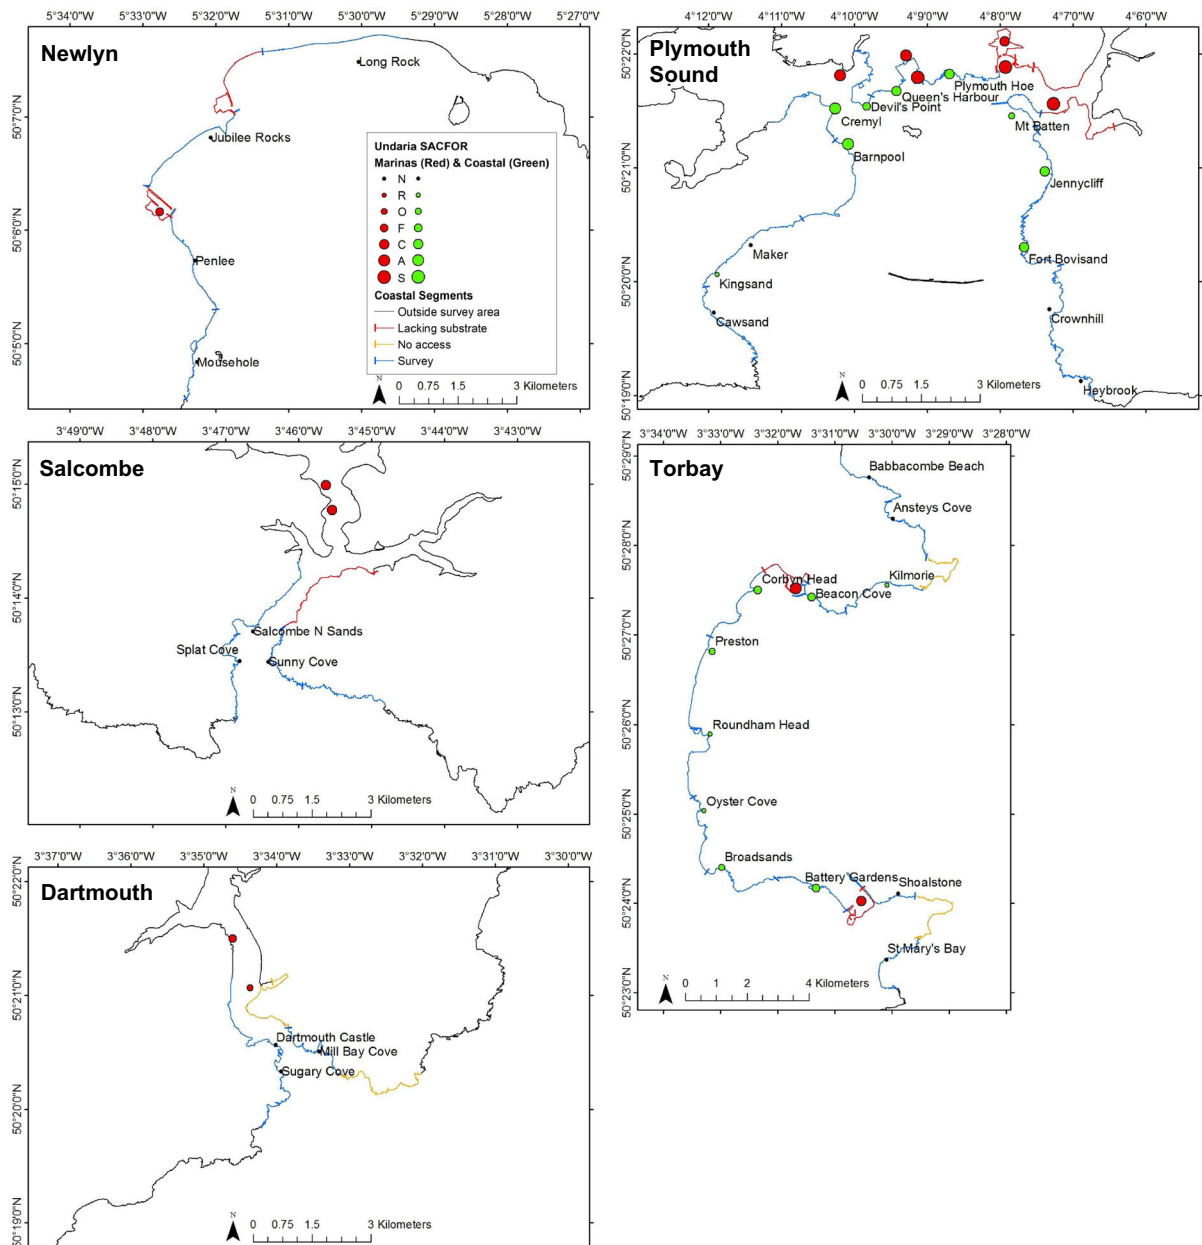 Newlyn
5°34'0"W 5°33'0"W 5°32'0"W 5°31'0"W 5°30'0"W 5°29'0"W 5°28'0"W 5°27'0"W
50°7'0"N
50°6'0"N
50°5'0"N
Long Rock
Jubilee Rocks
Penlee
Mousehole
Undaria SACFOR
Marinas (Red) & Coastal (Green)
N
R
O
F
C
A
S
Coastal Segments
Outside survey area
Lacking substrate
No access
Survey
N
0 0.75 1.5 3 Kilometers
Plymouth
Sound
4°12'0"W 4°11'0"W 4°10'0"W 4°9'0"W 4°8'0"W 4°7'0"W 4°6'0"W
50°22'0"N
50°21'0"N
50°20'0"N
50°19'0"N
Plymouth Hoe
Queen's Harbour
Devil's Point
Cremyl
Mt Batten
Barnpool
Jennycliff
Maker
Fort Bovisand
Kingsand
Cawsand
Crownhill
Heybrook
N
0 0.75 1.5 3 Kilometers
Salcombe
3°49'0"W 3°48'0"W 3°47'0"W 3°46'0"W 3°45'0"W 3°44'0"W 3°43'0"W
50°15'0"N
50°14'0"N
50°13'0"N
Salcombe N Sands
Splat Cove
Sunny Cove
N
0 0.75 1.5 3 Kilometers
Torbay
3°34'0"W 3°33'0"W 3°32'0"W 3°31'0"W 3°30'0"W 3°29'0"W 3°28'0"W
50°29'0"N
50°28'0"N
50°27'0"N
50°26'0"N
50°25'0"N
50°24'0"N
50°23'0"N
Babbacombe Beach
Ansteys Cove
Kilmorie
Corbyn Head
Beacon Cove
Preston
Roundham Head
Oyster Cove
Broadsands
Battery Gardens
Shoalstone
St Mary's Bay
N
0 1 2 4 Kilometers
Dartmouth
3°37'0"W 3°36'0"W 3°35'0"W 3°34'0"W 3°33'0"W 3°32'0"W 3°31'0"W 3°30'0"W
50°22'0"N
50°21'0"N
50°20'0"N
50°19'0"N
Dartmouth Castle
Mill Bay Cove
Sugary Cove
N
0 0.75 1.5 3 Kilometers